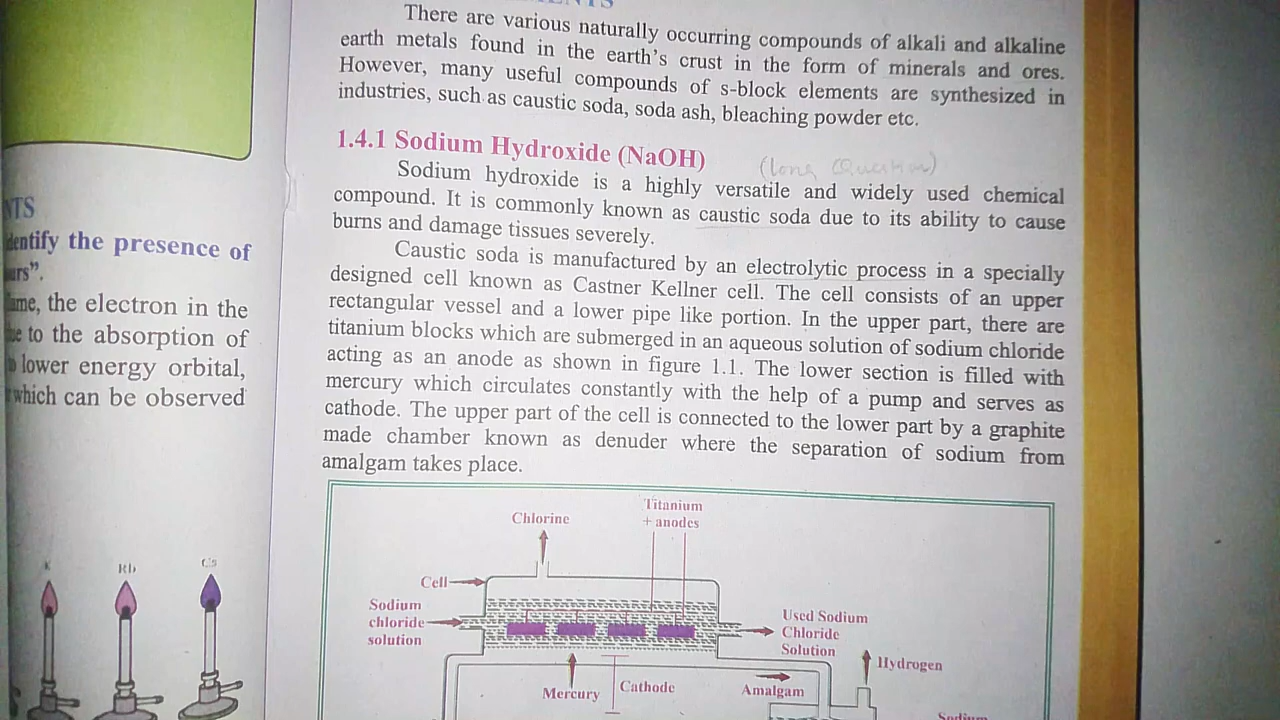 There are various naturally occurring compounds of alkali and alkaline
earth metals found in the earth's crust in the form of minerals and ores.
However, many useful compounds of s-block elements are synthesized in
industries, such as caustic soda, soda ash, bleaching powder etc.
1.4.1 Sodium Hydroxide (NaOH) (long Question)
Sodium hydroxide is a highly versatile and widely used chemical
compound. It is commonly known as caustic soda due to its ability to cause
burns and damage tissues severely.
Caustic soda is manufactured by an electrolytic process in a specially
designed cell known as Castner Kellner cell. The cell consists of an upper
rectangular vessel and a lower pipe like portion. In the upper part, there are
titanium blocks which are submerged in an aqueous solution of sodium chloride
acting as an anode as shown in figure 1.1. The lower section is filled with
mercury which circulates constantly with the help of a pump and serves as
cathode. The upper part of the cell is connected to the lower part by a graphite
made chamber known as denuder where the separation of sodium from
amalgam takes place.
Chlorine
Titanium
+ anodes
Cell
Sodium
chloride
solution
Used Sodium
Chloride
Solution
Hydrogen
Mercury
Cathode
Amalgam
Sodium
NTS
identify the presence of
urs".
ame, the electron in the
to the absorption of
lower energy orbital,
which can be observed
K
Rb
Cs